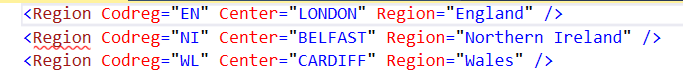 <Region Codreg="EN" Center="LONDON" Region="England" />
<Region Codreg="NI" Center="BELFAST" Region="Northern Ireland" />
<Region Codreg="WL" Center="CARDIFF" Region="Wales" />